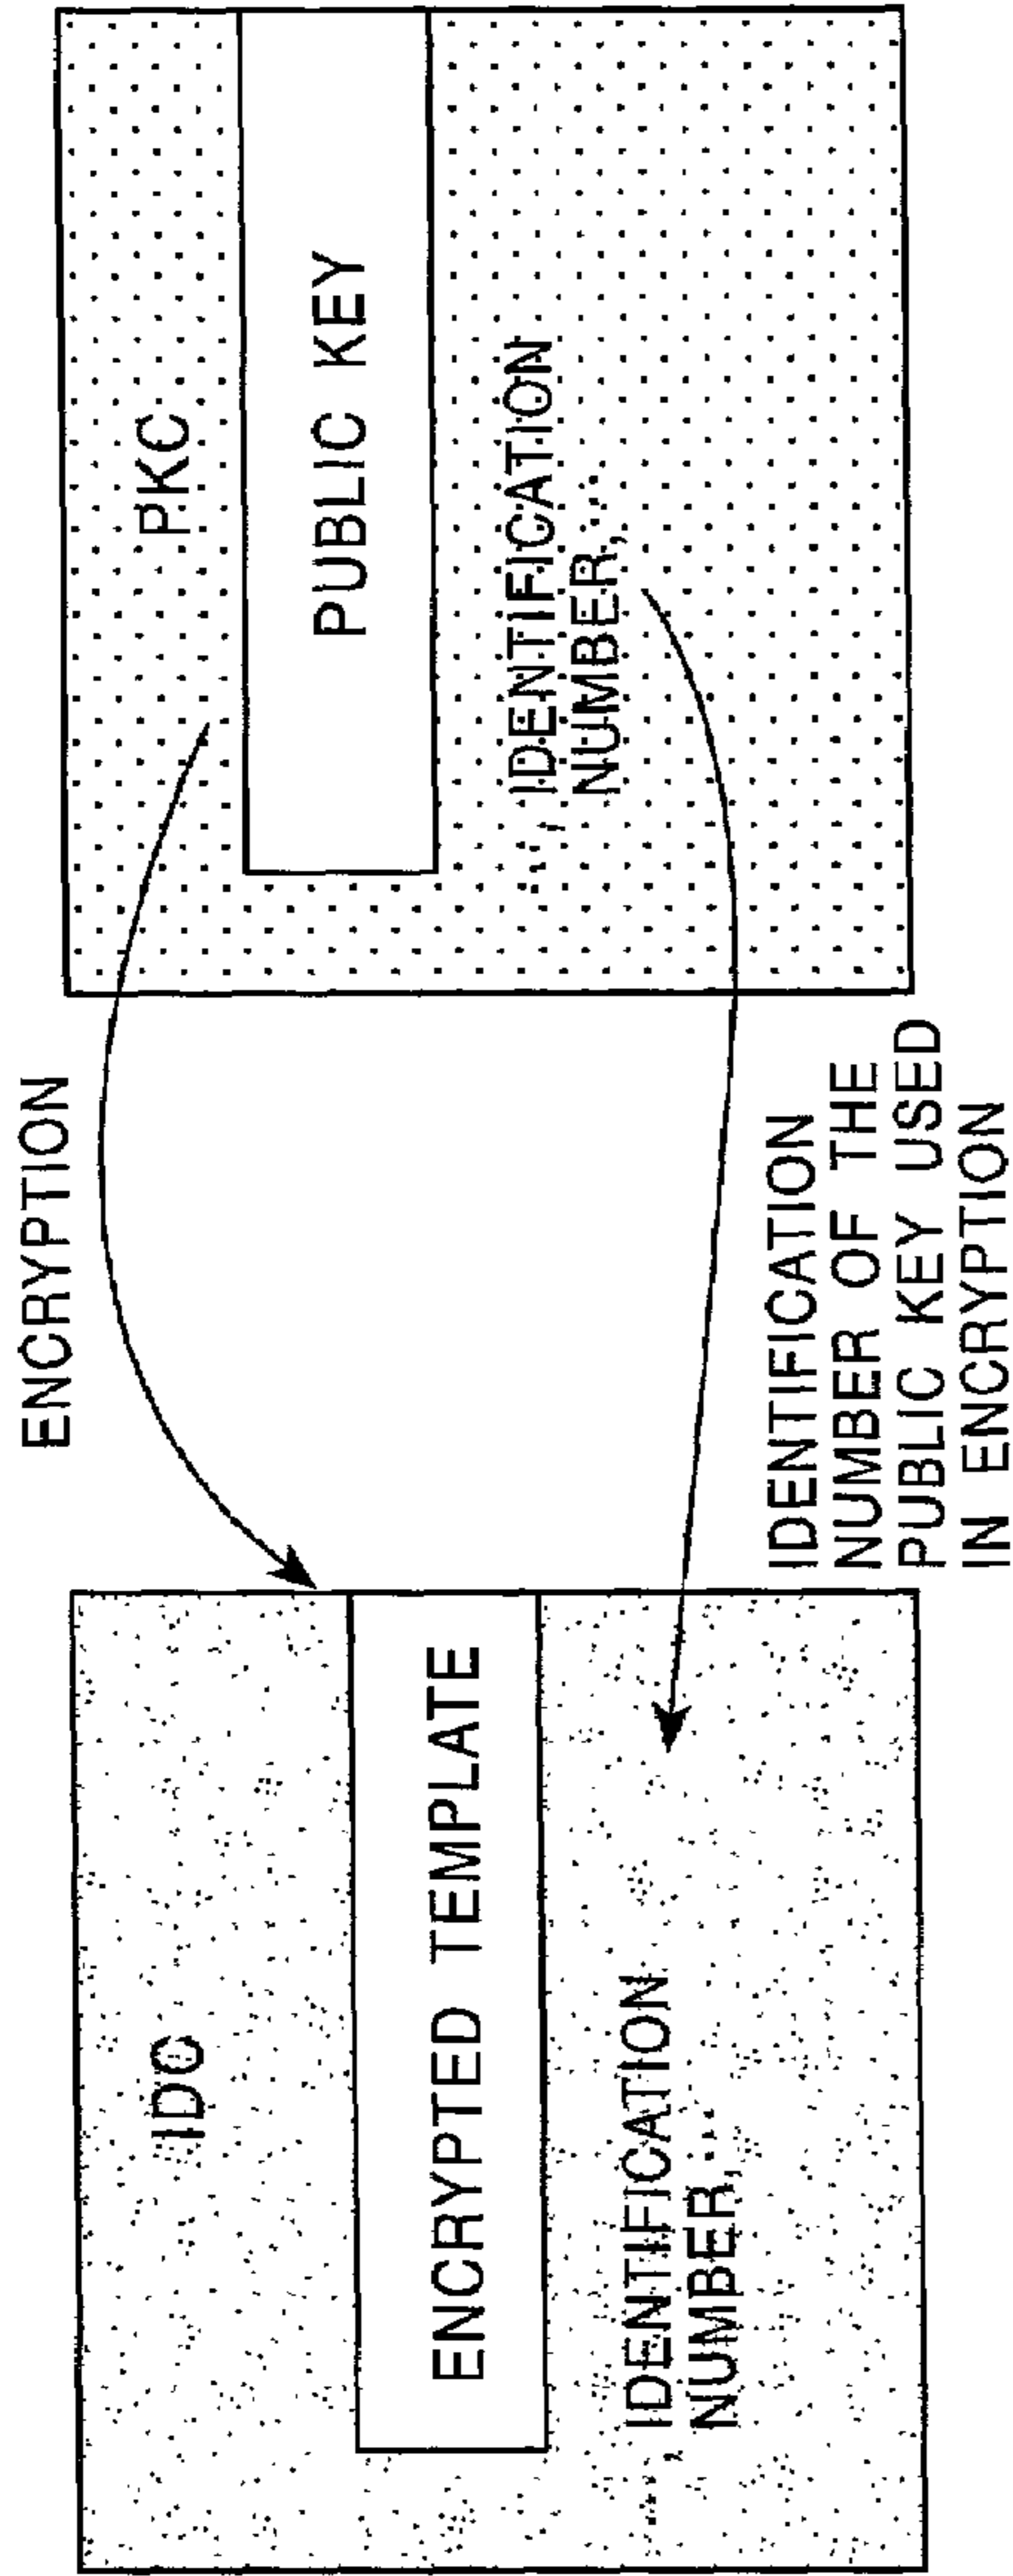 IDC
ENCRYPTED TEMPLATE
..., IDENTIFICATION
NUMBER,...
ENCRYPTION
IDENTIFICATION
NUMBER OF THE
PUBLIC KEY USED
IN ENCRYPTION
PKC
PUBLIC KEY
..., IDENTIFICATION
NUMBER,...